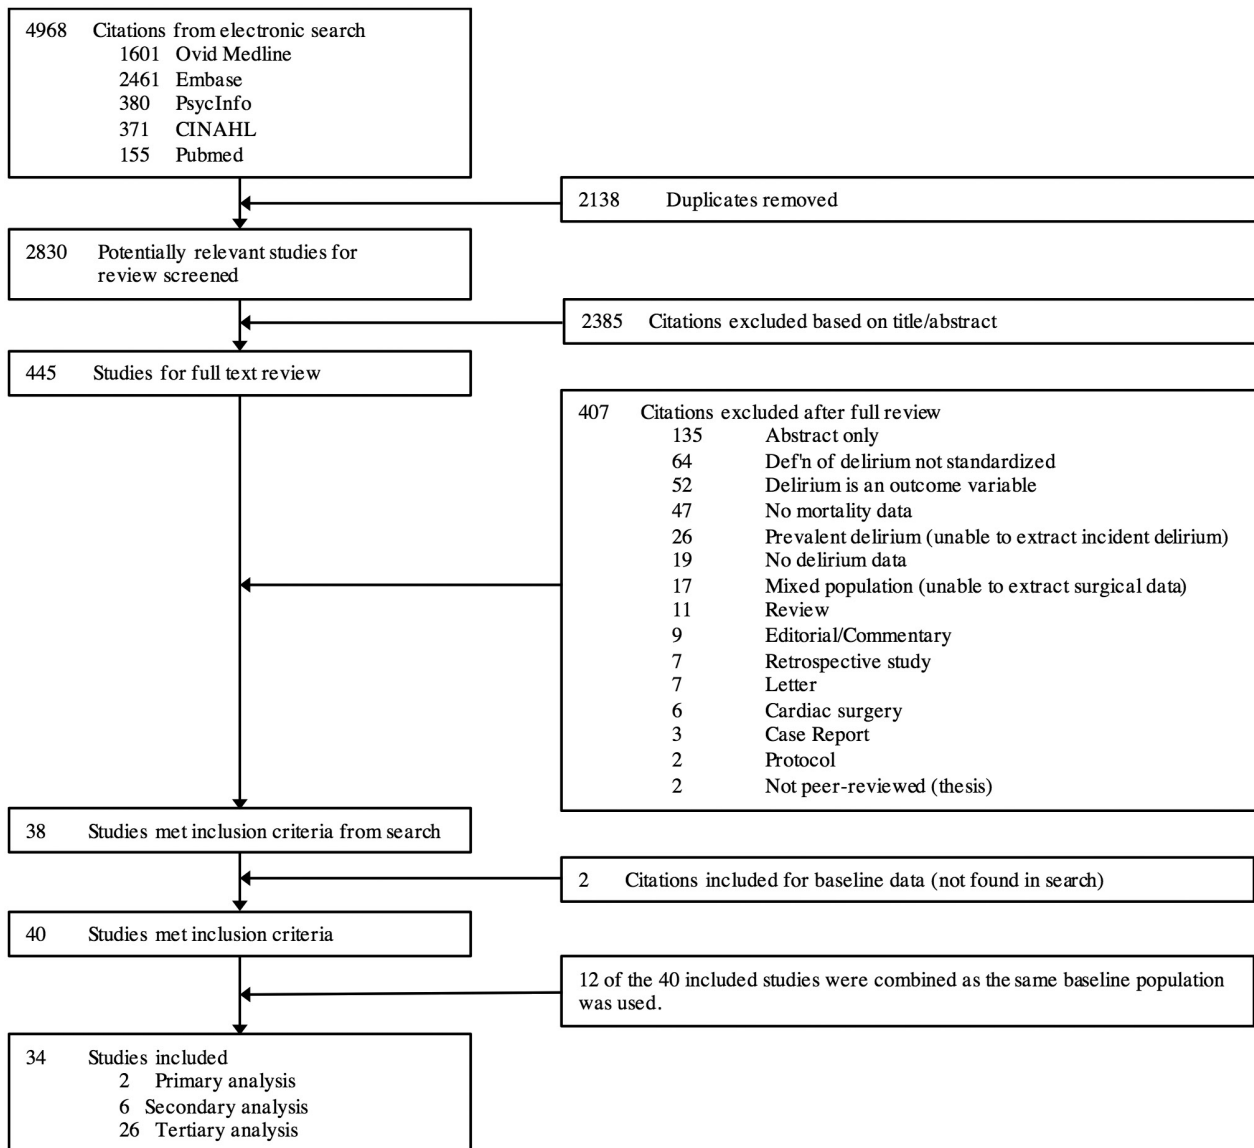 4968 Citations from electronic search
1601 Ovid Medline
2461 Embase
380 PsycInfo
371 CINAHL
155 Pubmed
2138 Duplicates removed
2830 Potentially relevant studies for
review screened
2385 Citations excluded based on title/abstract
445 Studies for full text review
407 Citations excluded after full review
135 Abstract only
64 Def'n of delirium not standardized
52 Delirium is an outcome variable
47 No mortality data
26 Prevalent delirium (unable to extract incident delirium)
19 No delirium data
17 Mixed population (unable to extract surgical data)
11 Review
9 Editorial/Commentary
7 Retrospective study
7 Letter
6 Cardiac surgery
3 Case Report
2 Protocol
2 Not peer-reviewed (thesis)
38 Studies met inclusion criteria from search
2 Citations included for baseline data (not found in search)
40 Studies met inclusion criteria
12 of the 40 included studies were combined as the same baseline population
was used.
34 Studies included
2 Primary analysis
6 Secondary analysis
26 Tertiary analysis